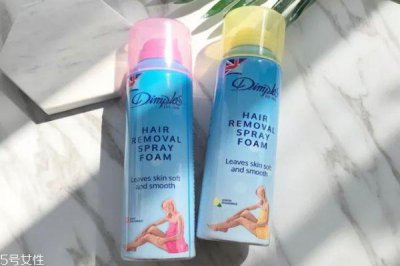 Dimples
HAIR
REMOVAL
SPRAY
FOAM
Leaves skin soft
and smooth
Dimples
HAIR
REMOVAL
SPRAY
FOAM
Leaves skin soft
and smooth
5号女性